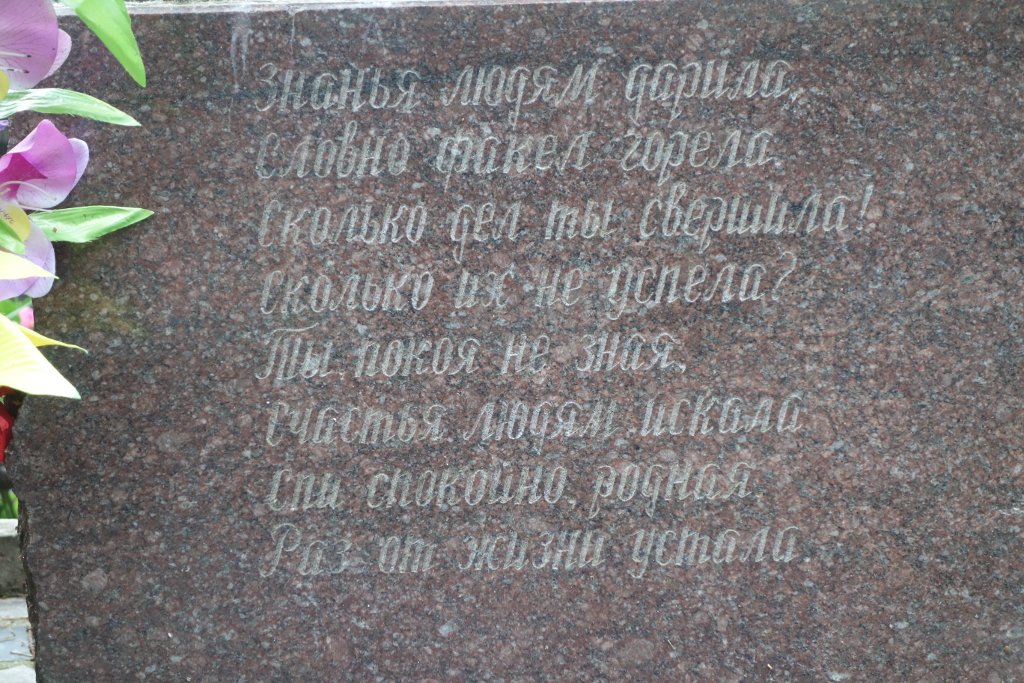 Знанья людям дарила,
Словно факел горела.
Сколько дел ты свершила!
Сколько их не успела?
Ты покоя не зная,
Счастья людям искала
Спи спокойно, родная.
Раз от жизни устала